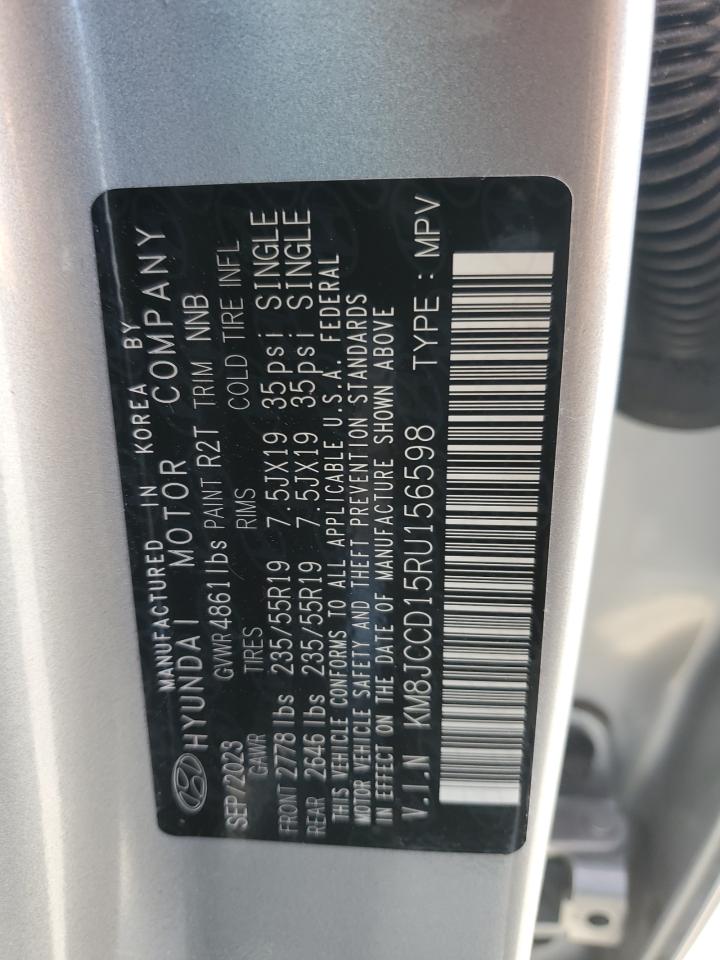 MANUFACTURED IN KOREA BY
HYUNDAI MOTOR COMPANY
SEP/2023 GVWR 4861 lbs PAINT R2T TRIM NNB
GAWR TIRES RIMS COLD TIRE INFL
FRONT 2778 lbs 235/55R19 7.5JX19 35psi SINGLE
REAR 2646 lbs 235/55R19 7.5JX19 35psi SINGLE
THIS VEHICLE CONFORMS TO ALL APPLICABLE U.S.A. FEDERAL
MOTOR VEHICLE SAFETY AND THEFT PREVENTION STANDARDS
IN EFFECT ON THE DATE OF MANUFACTURE SHOWN ABOVE
V.I.N KM8JCCD15RU156598 TYPE : MPV